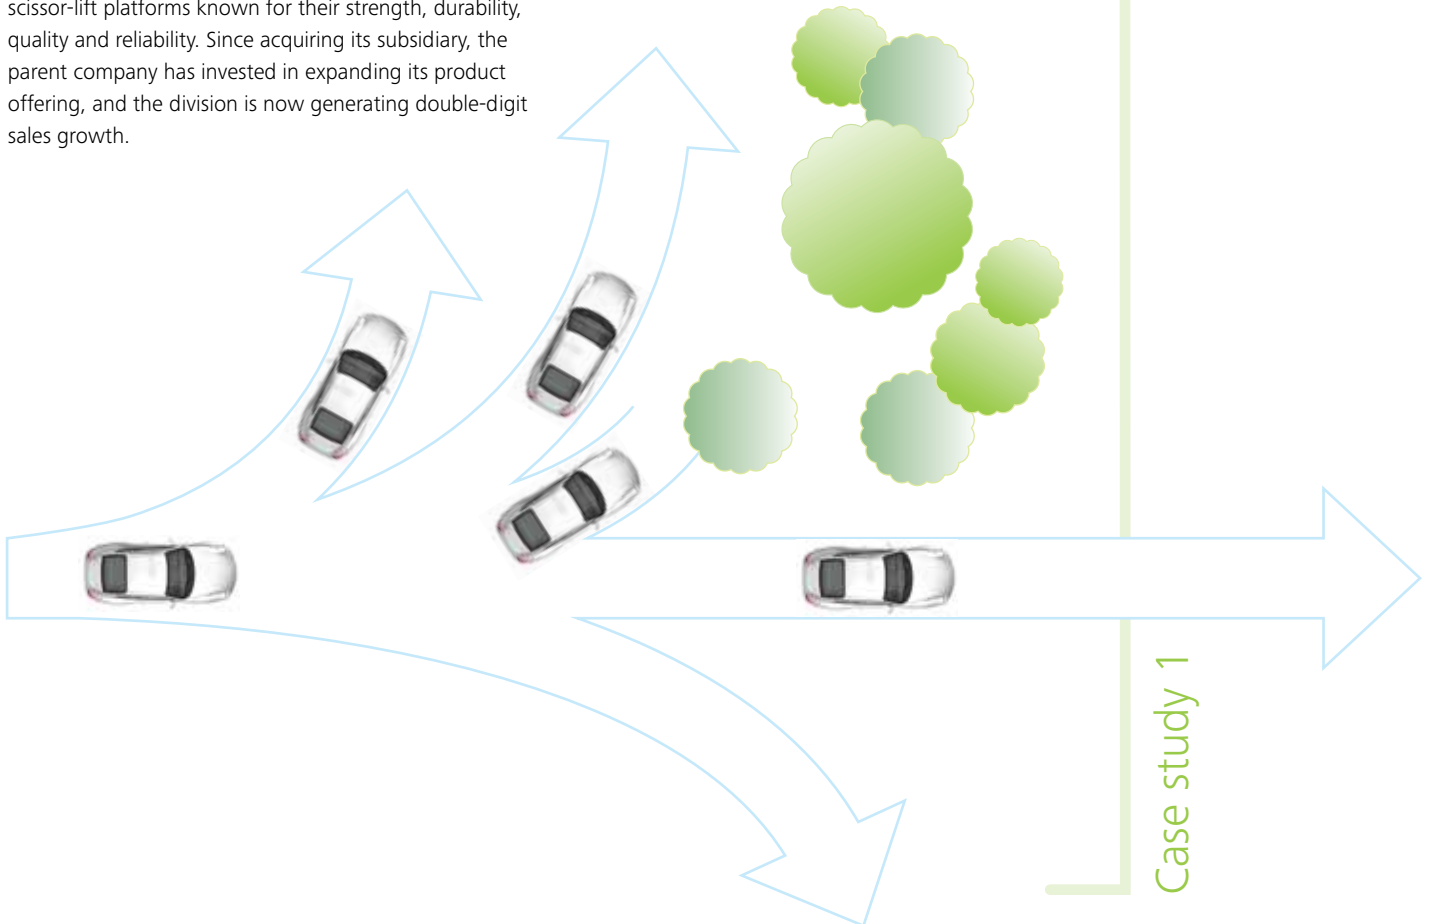 scissor-lift platforms known for their strength, durability,
quality and reliability. Since acquiring its subsidiary, the
parent company has invested in expanding its product
offering, and the division is now generating double-digit
sales growth.
Case study 1